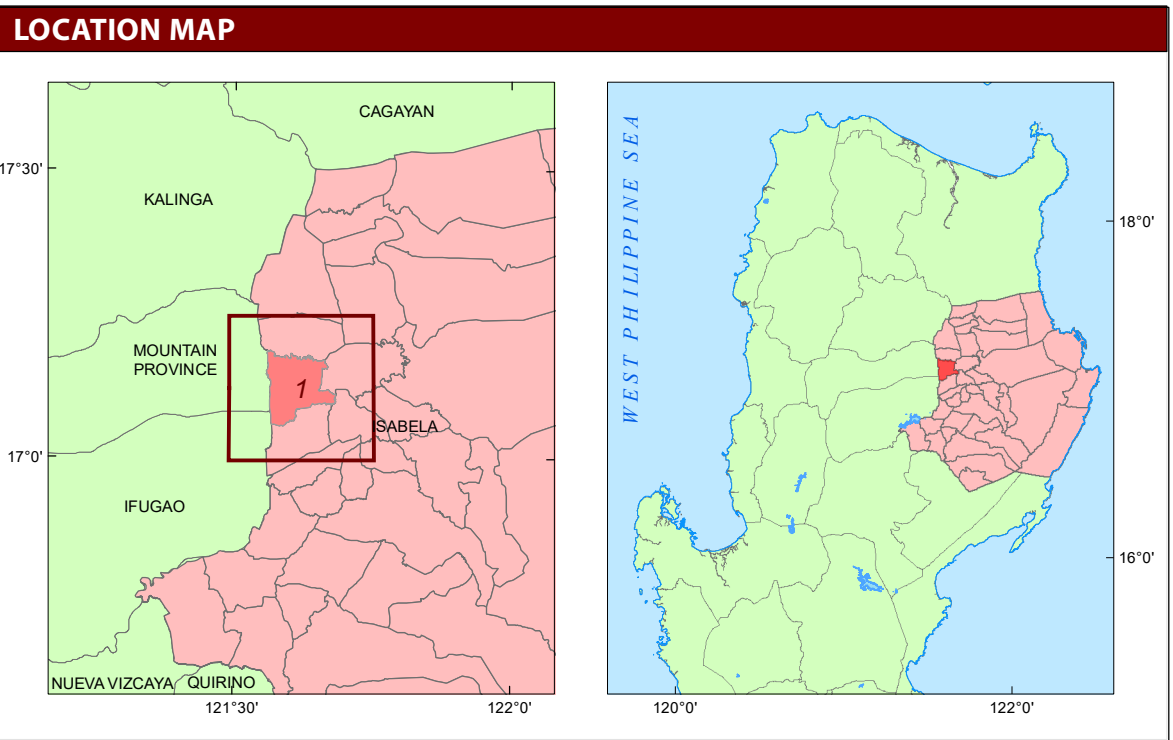 LOCATION MAP
CAGAYAN
17°30'
KALINGA
MOUNTAIN
PROVINCE
1
SABELA
17°0'
IFUGAO
NUEVA VIZCAYA
QUIRINO
121°30'
122°0'
WEST PHILIPPINE SEA
18°0'
16°0'
120°0'
122°0'